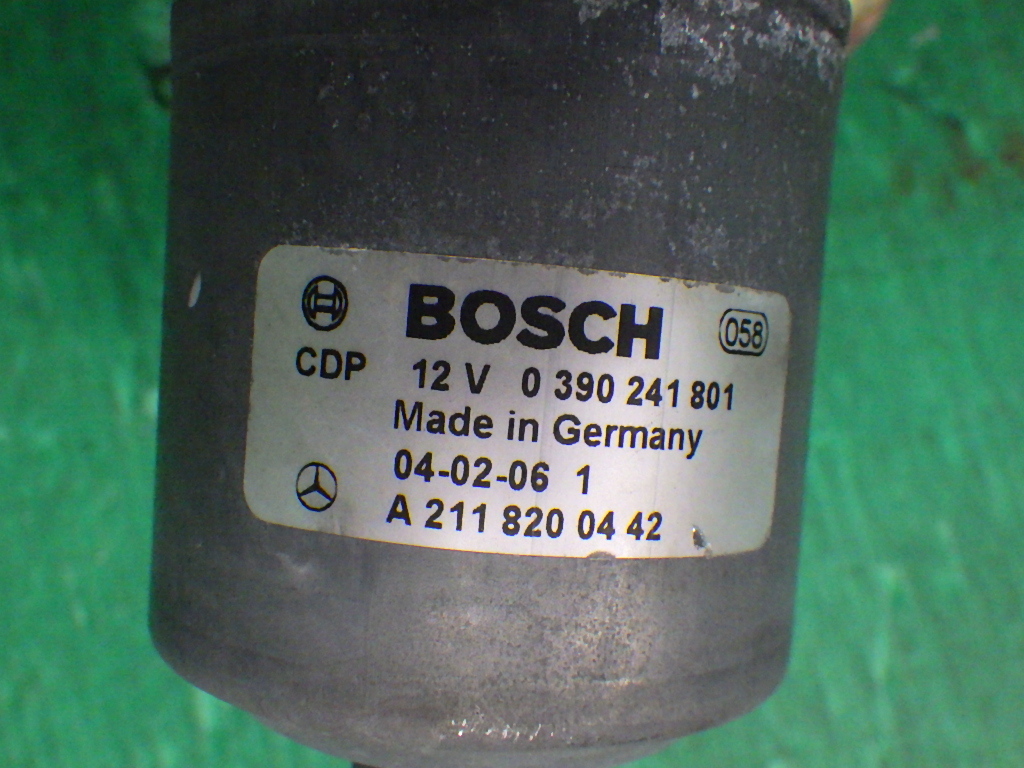 BOSCH 058
CDP 12 V 0 390 241 801
Made in Germany
04-02-06 1
A 211 820 04 42